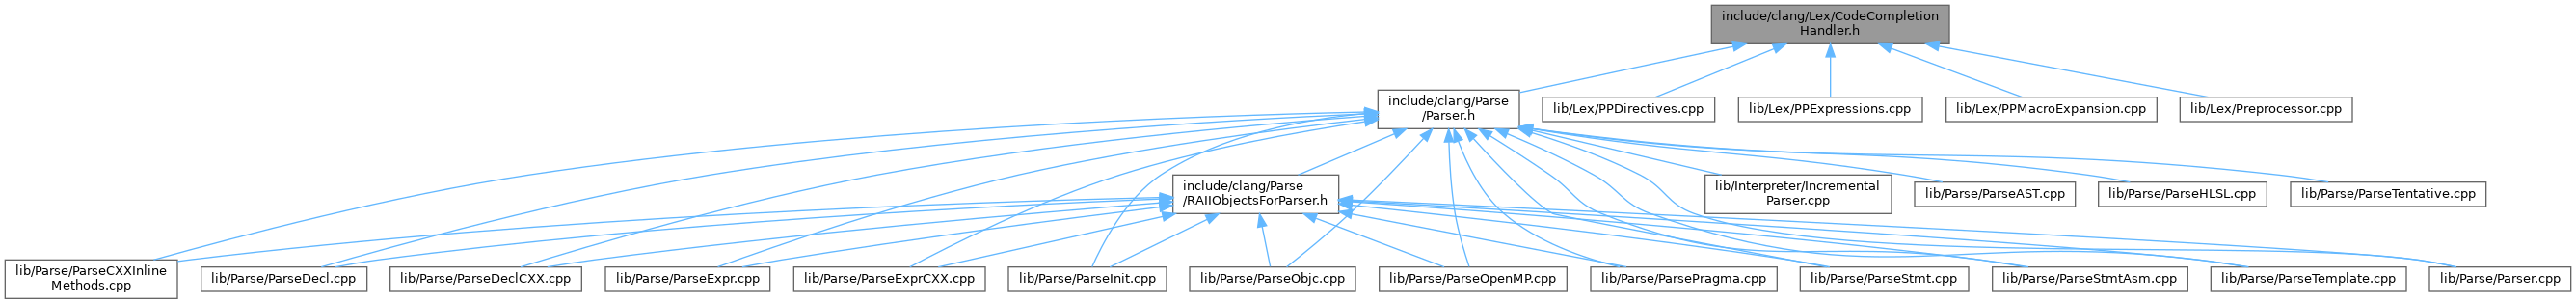 include/clang/Lex/CodeCompletion
Handler.h
include/clang/Parse
/Parser.h
lib/Lex/PPDirectives.cpp
lib/Lex/PPExpressions.cpp
lib/Lex/PPMacroExpansion.cpp
lib/Lex/Preprocessor.cpp
include/clang/Parse
/RAIIObjectsForParser.h
lib/Interpreter/Incremental
Parser.cpp
lib/Parse/ParseAST.cpp
lib/Parse/ParseHLSL.cpp
lib/Parse/ParseTentative.cpp
lib/Parse/ParseCXXInline
Methods.cpp
lib/Parse/ParseDecl.cpp
lib/Parse/ParseDeclCXX.cpp
lib/Parse/ParseExpr.cpp
lib/Parse/ParseExprCXX.cpp
lib/Parse/ParseInit.cpp
lib/Parse/ParseObjc.cpp
lib/Parse/ParseOpenMP.cpp
lib/Parse/ParsePragma.cpp
lib/Parse/ParseStmt.cpp
lib/Parse/ParseStmtAsm.cpp
lib/Parse/ParseTemplate.cpp
lib/Parse/Parser.cpp